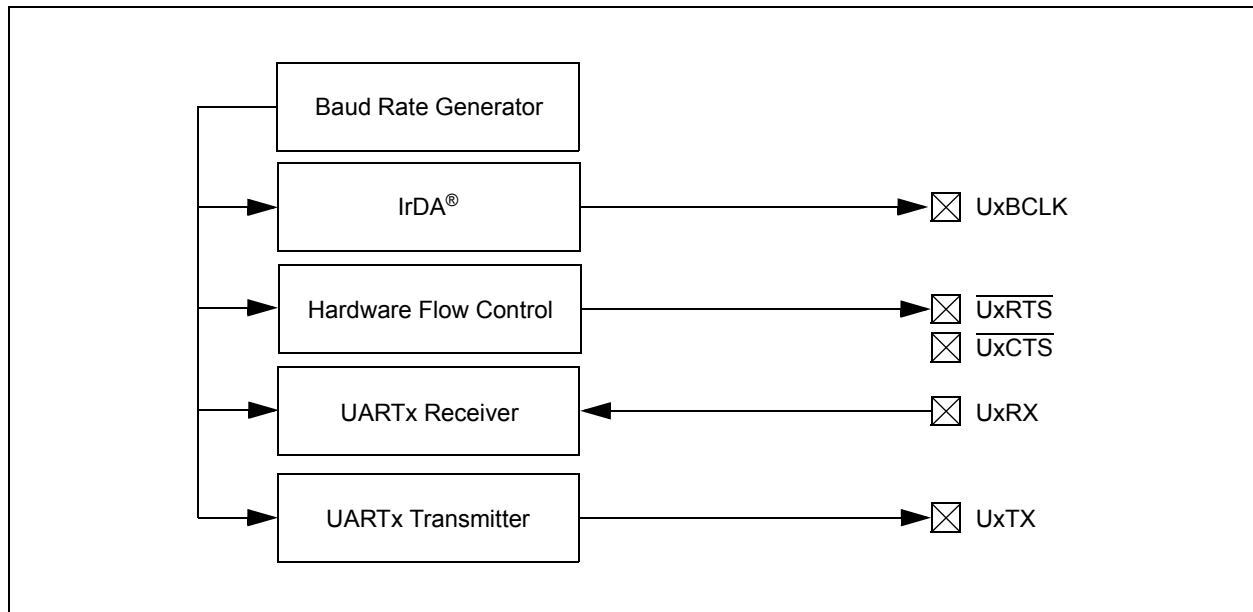 Baud Rate Generator
IrDA®
UxBCLK
Hardware Flow Control
UxRTS
UxCTS
UARTx Receiver
UxRX
UARTx Transmitter
UxTX